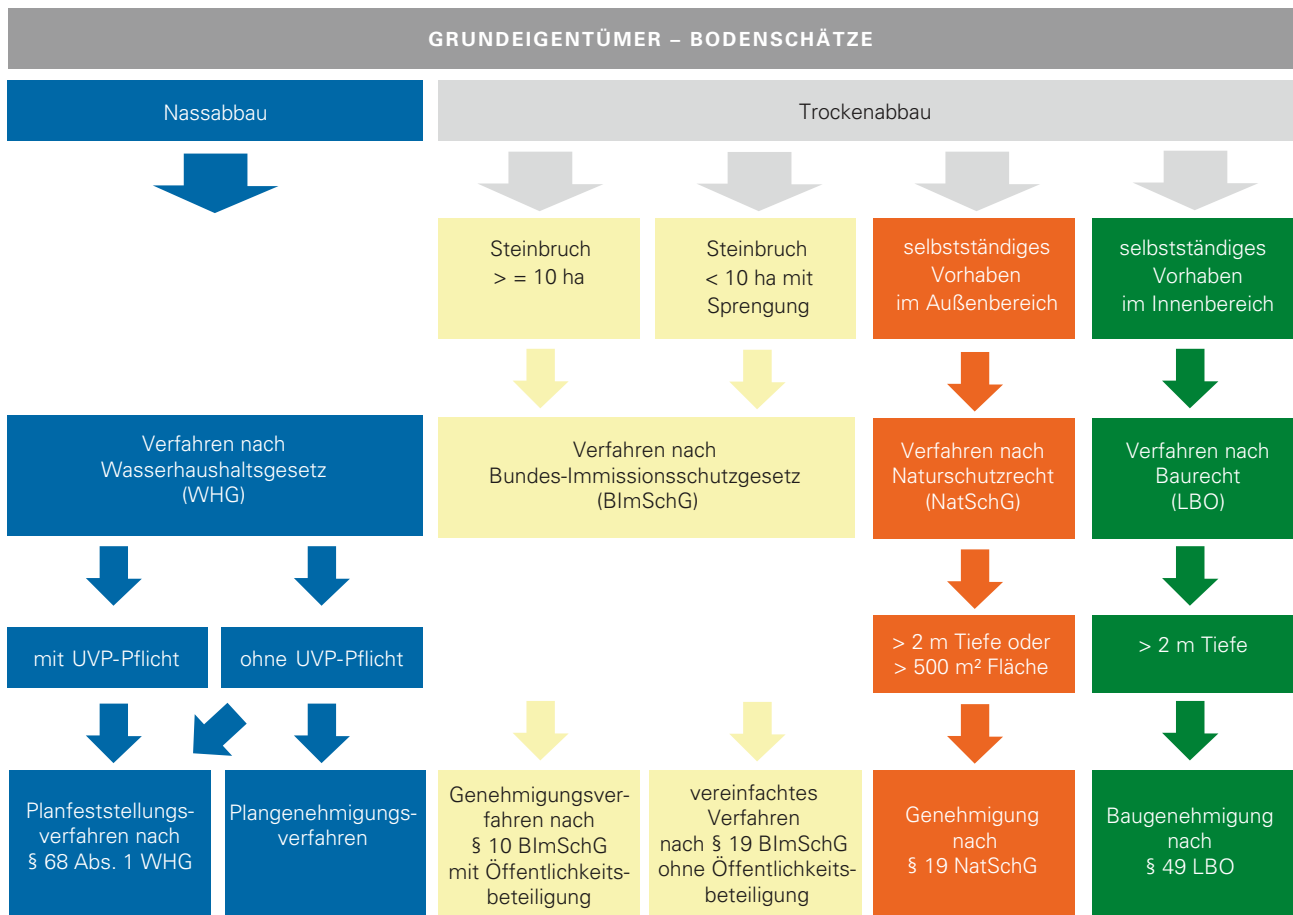 GRUNDEIGENTÜMER – BODENSCHÄTZE
Nassabbau
Trockenabbau
Steinbruch
> = 10 ha
Steinbruch
< 10 ha mit
Sprengung
selbstständiges
Vorhaben
im Außenbereich
selbstständiges
Vorhaben
im Innenbereich
Verfahren nach
Wasserhaushaltsgesetz
(WHG)
Verfahren nach
Bundes-Immissionsschutzgesetz
(BImSchG)
Verfahren nach
Naturschutzrecht
(NatSchG)
Verfahren nach
Baurecht
(LBO)
mit UVP-Pflicht
ohne UVP-Pflicht
> 2 m Tiefe oder
> 500 m² Fläche
> 2 m Tiefe
Planfeststellungs-
verfahren nach
§ 68 Abs. 1 WHG
Plangenehmigungs-
verfahren
Genehmigungsver-
fahren nach
§ 10 BImSchG
mit Öffentlichkeits-
beteiligung
vereinfachtes
Verfahren
nach § 19 BImSchG
ohne Öffentlichkeits-
beteiligung
Genehmigung
nach
§ 19 NatSchG
Baugenehmigung
nach
§ 49 LBO